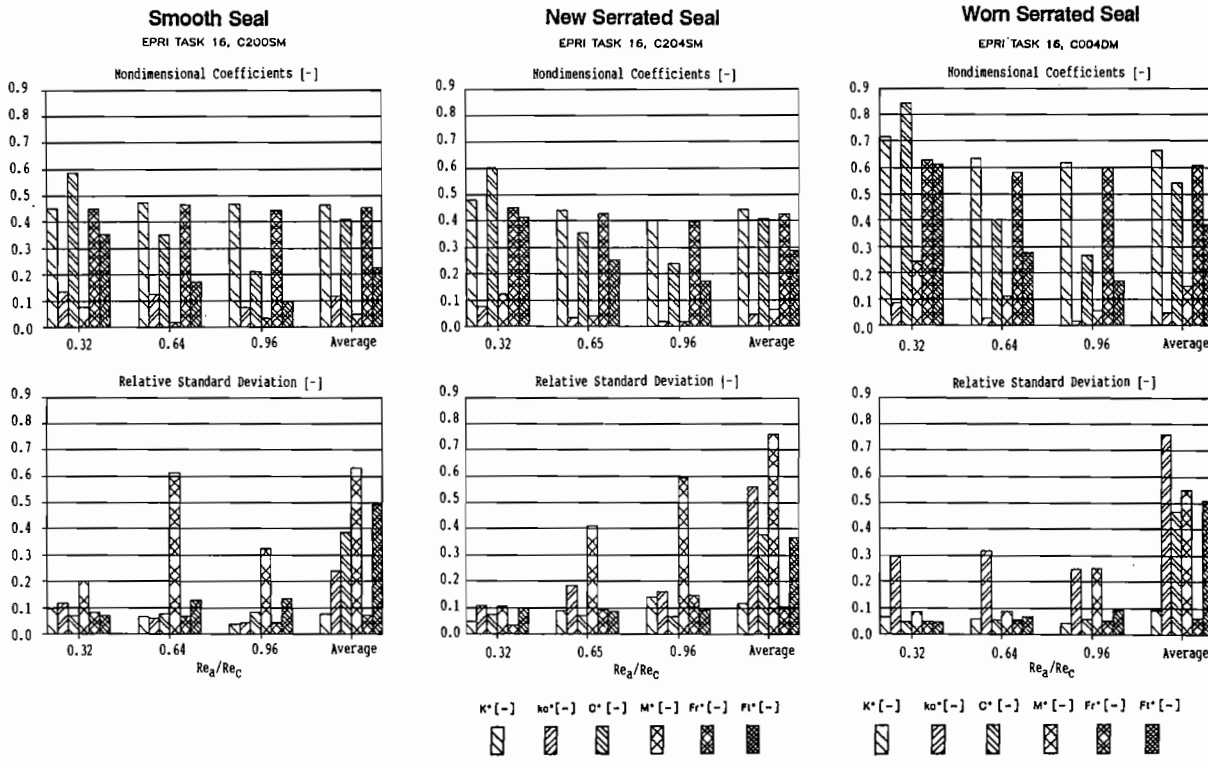 Smooth Seal
EPRI TASK 16, C200SM
Nondimensional Coefficients [-]
0.9
0.8
0.7
0.6
0.5
0.4
0.3
0.2
0.1
0.0
0.32 0.64 0.96 Average
Relative Standard Deviation [-]
0.9
0.8
0.7
0.6
0.5
0.4
0.3
0.2
0.1
0.0
0.32 0.64 0.96 Average
Rea/Rec
New Serrated Seal
EPRI TASK 16, C204SM
Nondimensional Coefficients [-]
0.9
0.8
0.7
0.6
0.5
0.4
0.3
0.2
0.1
0.0
0.32 0.65 0.96 Average
Relative Standard Deviation [-]
0.9
0.8
0.7
0.6
0.5
0.4
0.3
0.2
0.1
0.0
0.32 0.65 0.96 Average
Rea/Rec
K* [-] kc* [-] C* [-] M* [-] Fr* [-] Ft* [-]
Worn Serrated Seal
EPRI TASK 16, C004DM
Nondimensional Coefficients [-]
0.9
0.8
0.7
0.6
0.5
0.4
0.3
0.2
0.1
0.0
0.32 0.64 0.96 Average
Relative Standard Deviation [-]
0.9
0.8
0.7
0.6
0.5
0.4
0.3
0.2
0.1
0.0
0.32 0.64 0.96 Average
Rea/Rec
K* [-] kc* [-] C* [-] M* [-] Fr* [-] Ft* [-]